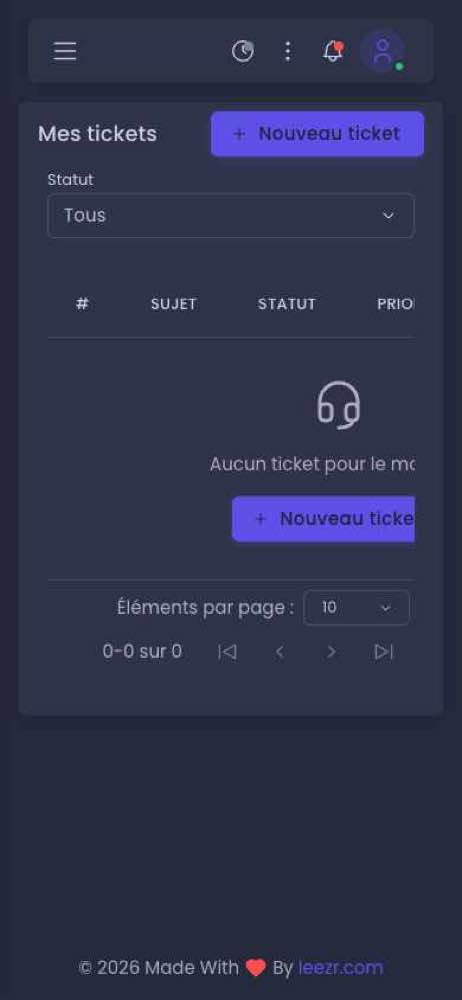 Mes tickets
+ Nouveau ticket
Statut
Tous
# SUJET STATUT PRIO
Aucun ticket pour le mo
+ Nouveau ticke
Éléments par page : 10
0-0 sur 0
© 2026 Made With ❤ By leezr.com